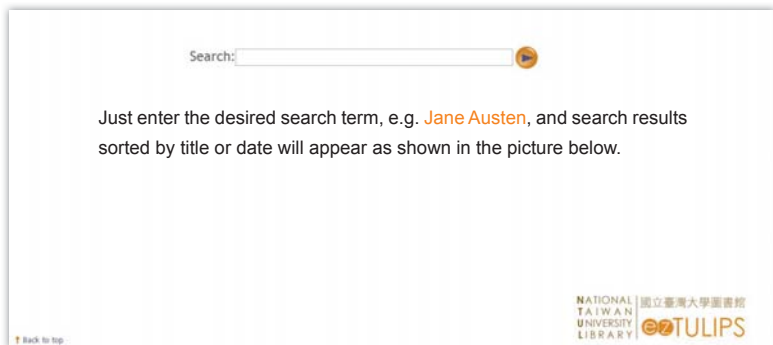 Search:
Just enter the desired search term, e.g. Jane Austen, and search results
sorted by title or date will appear as shown in the picture below.
NATIONAL
TAIWAN
UNIVERSITY
LIBRARY
國立臺灣大學圖書館
ezTULIPS
Back to top